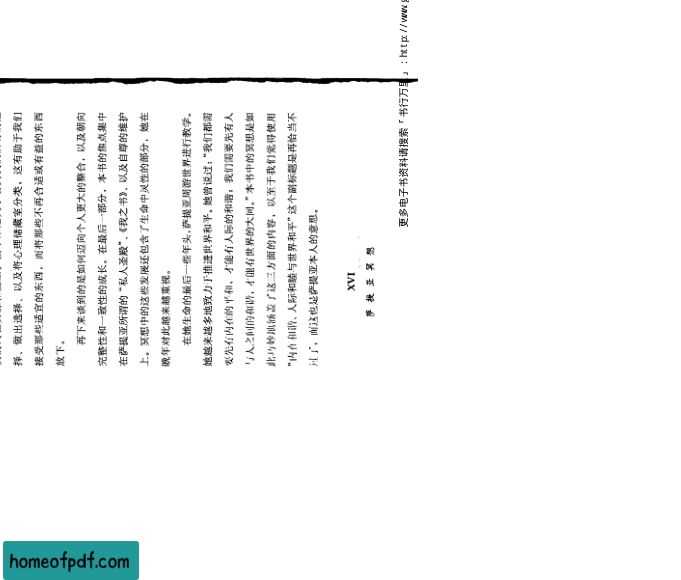 择、做出选择、以及将心理储藏室分类，这有助于我们
接受那些适宜的东西，而将那些不再合适或有益的东西
放下。
再下来谈到的是如何迈向个人更大的整合，以及朝向
完整性和一致性的成长。在最后一部分，本书的焦点集中
在萨提亚所谓的“私人圣殿”、《我之书》、以及自尊的维护
上。冥想中的这些发展还包含了生命中灵性的部分，她在
晚年对此越来越重视。
在她生命的最后一些年头，萨提亚周游世界进行教学。
她越来越多地致力于推进世界和平。她曾说过：“我们都需
要先有内在的平和，才能有人际的和谐；我们需要先有人
与人之间的和谐，才能有世界的大同。”本书中的冥想是如
此巧妙地涵盖了这三方面的内容，以至于我们觉得使用
“内在和谐、人际和睦与世界和平”这个副标题是再恰当不
过了，而这也是萨提亚本人的意思。
XVI
萨提亚冥想
更多电子书资料请搜索「书行万里」：http://www.g
homeofpdf.com